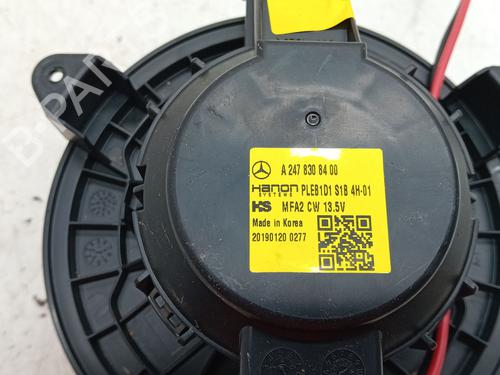 A 247 830 84 00
Hanon PLEB1D1 S1B 4H-01
SYSTEMS
KS MFA2 CW 13.5V
Made in Korea
20190120 0277
B PARTS